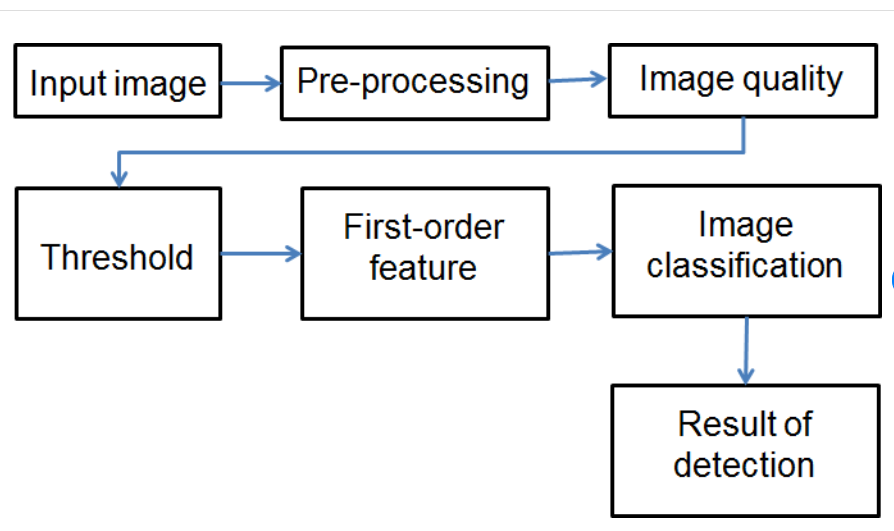 Input image
Pre-processing
Image quality
Threshold
First-order
feature
Image
classification
Result of
detection